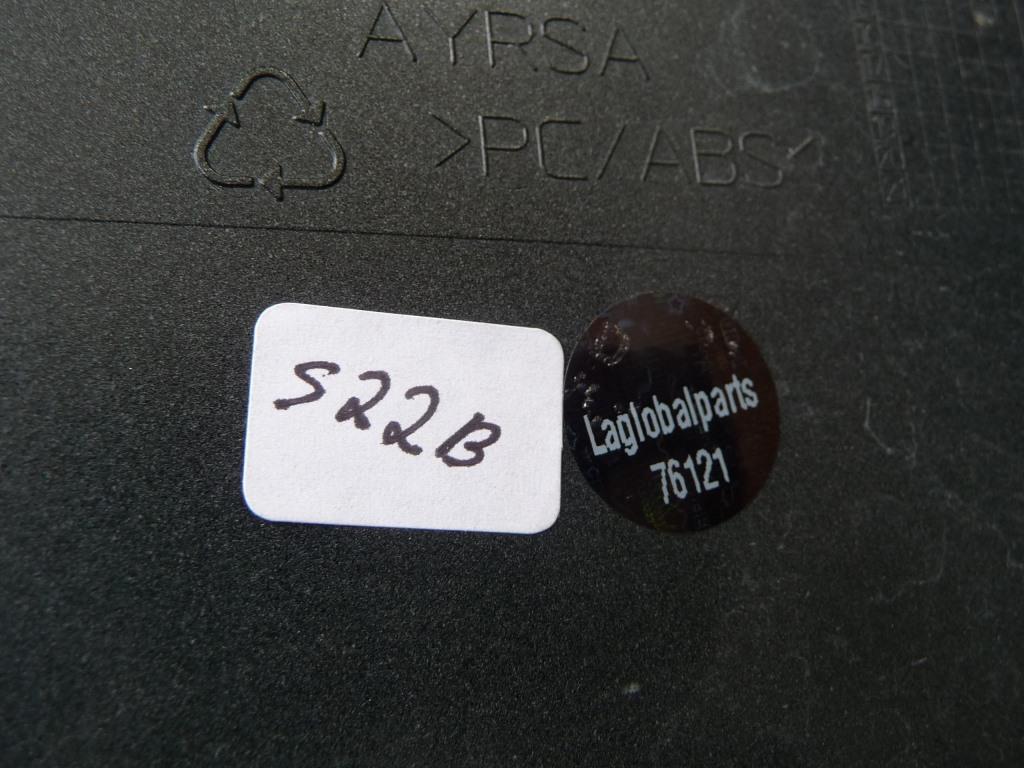 AYRSA
>PC/ABS<
S22B
Laglobalparts
76121